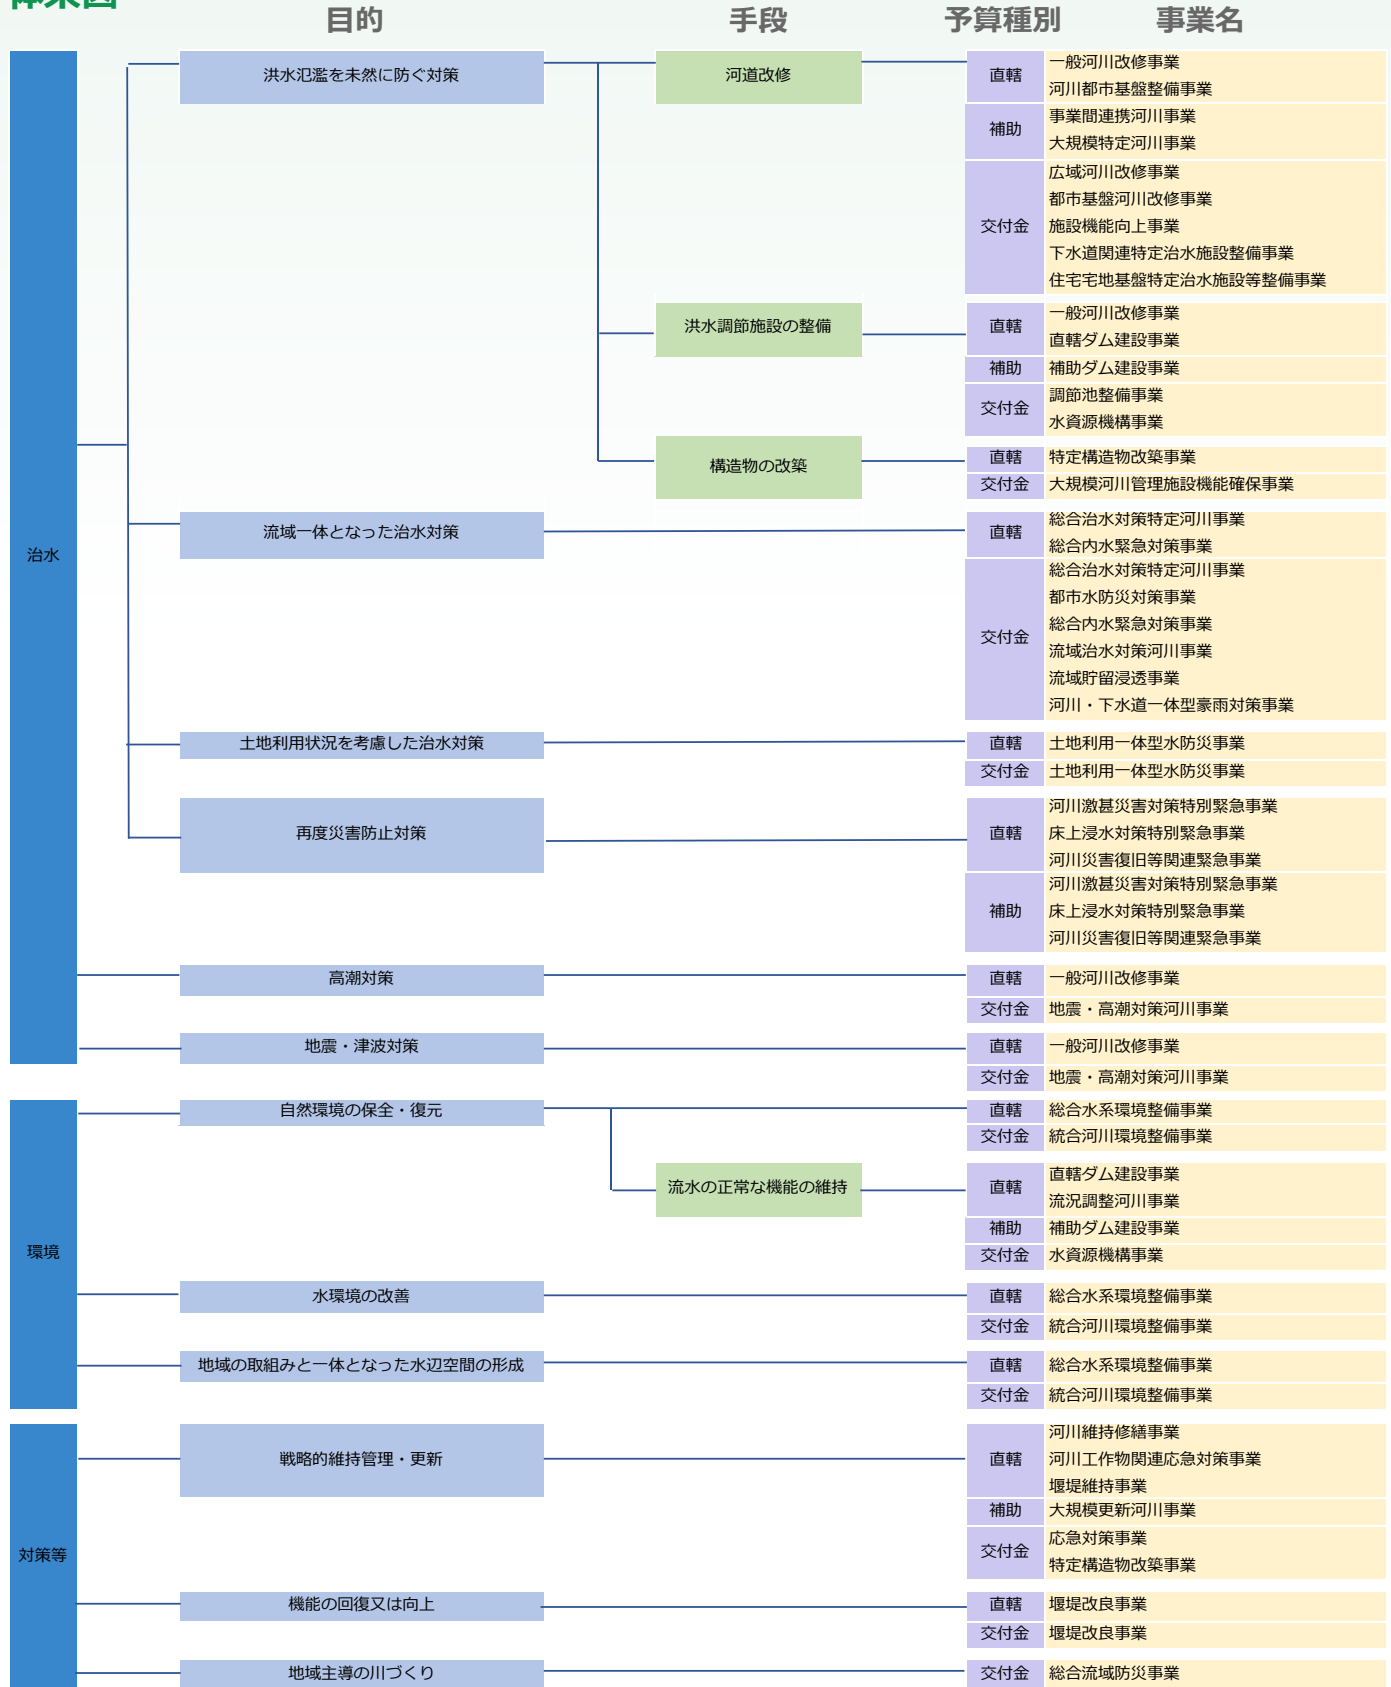 体系図
目的
手段
予算種別
事業名
治水
洪水氾濫を未然に防ぐ対策
河道改修
直轄
一般河川改修事業
河川都市基盤整備事業
補助
事業間連携河川事業
大規模特定河川事業
交付金
広域河川改修事業
都市基盤河川改修事業
施設機能向上事業
下水道関連特定治水施設整備事業
住宅宅地基盤特定治水施設等整備事業
洪水調節施設の整備
直轄
一般河川改修事業
直轄ダム建設事業
補助
補助ダム建設事業
交付金
調節池整備事業
水資源機構事業
構造物の改築
直轄
特定構造物改築事業
交付金
大規模河川管理施設機能確保事業
流域一体となった治水対策
直轄
総合治水対策特定河川事業
総合内水緊急対策事業
交付金
総合治水対策特定河川事業
都市水防災対策事業
総合内水緊急対策事業
流域治水対策河川事業
流域貯留浸透事業
河川・下水道一体型豪雨対策事業
土地利用状況を考慮した治水対策
直轄
土地利用一体型水防災事業
交付金
土地利用一体型水防災事業
再度災害防止対策
直轄
河川激甚災害対策特別緊急事業
床上浸水対策特別緊急事業
河川災害復旧等関連緊急事業
補助
河川激甚災害対策特別緊急事業
床上浸水対策特別緊急事業
河川災害復旧等関連緊急事業
高潮対策
直轄
一般河川改修事業
交付金
地震・高潮対策河川事業
地震・津波対策
直轄
一般河川改修事業
交付金
地震・高潮対策河川事業
環境
自然環境の保全・復元
直轄
総合水系環境整備事業
交付金
統合河川環境整備事業
流水の正常な機能の維持
直轄
直轄ダム建設事業
流況調整河川事業
補助
補助ダム建設事業
交付金
水資源機構事業
水環境の改善
直轄
総合水系環境整備事業
交付金
統合河川環境整備事業
地域の取組みと一体となった水辺空間の形成
直轄
総合水系環境整備事業
交付金
統合河川環境整備事業
対策等
戦略的維持管理・更新
直轄
河川維持修繕事業
河川工作物関連応急対策事業
堰堤維持事業
補助
大規模更新河川事業
交付金
応急対策事業
特定構造物改築事業
機能の回復又は向上
直轄
堰堤改良事業
交付金
堰堤改良事業
地域主導の川づくり
交付金
総合流域防災事業